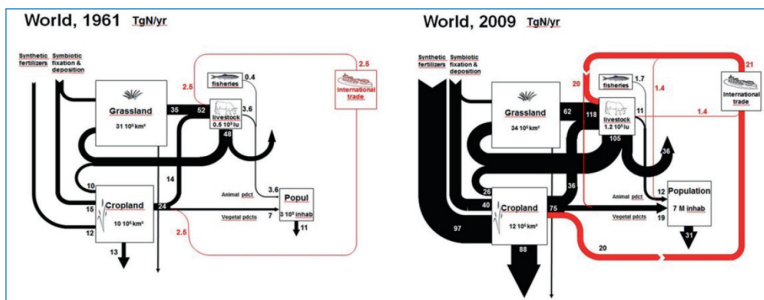 World, 1961 TgN/yr
Synthetic fertilizers
Symbiotic fixation & deposition
2.5
2.5
fisheries
0.4
International trade
Grassland
31 10⁶ km²
35
52
livestock
0.5 10⁹ lu
3.6
48
14
10
15
12
Cropland
10 10⁶ km²
24
Animal pdct
3.6
Vegetal pdcts
7
Popul
3 10⁹ inhab
11
2.5
13
World, 2009 TgN/yr
Synthetic fertilizers
Symbiotic fixation & deposition
20
21
fisheries
1.7
1.4
International trade
Grassland
34 10⁶ km²
62
118
livestock
1.2 10⁹ lu
11
1.4
105
36
36
26
40
97
Cropland
12 10⁶ km²
75
Animal pdct
12
Vegetal pdcts
19
Population
7 M inhab
31
20
88